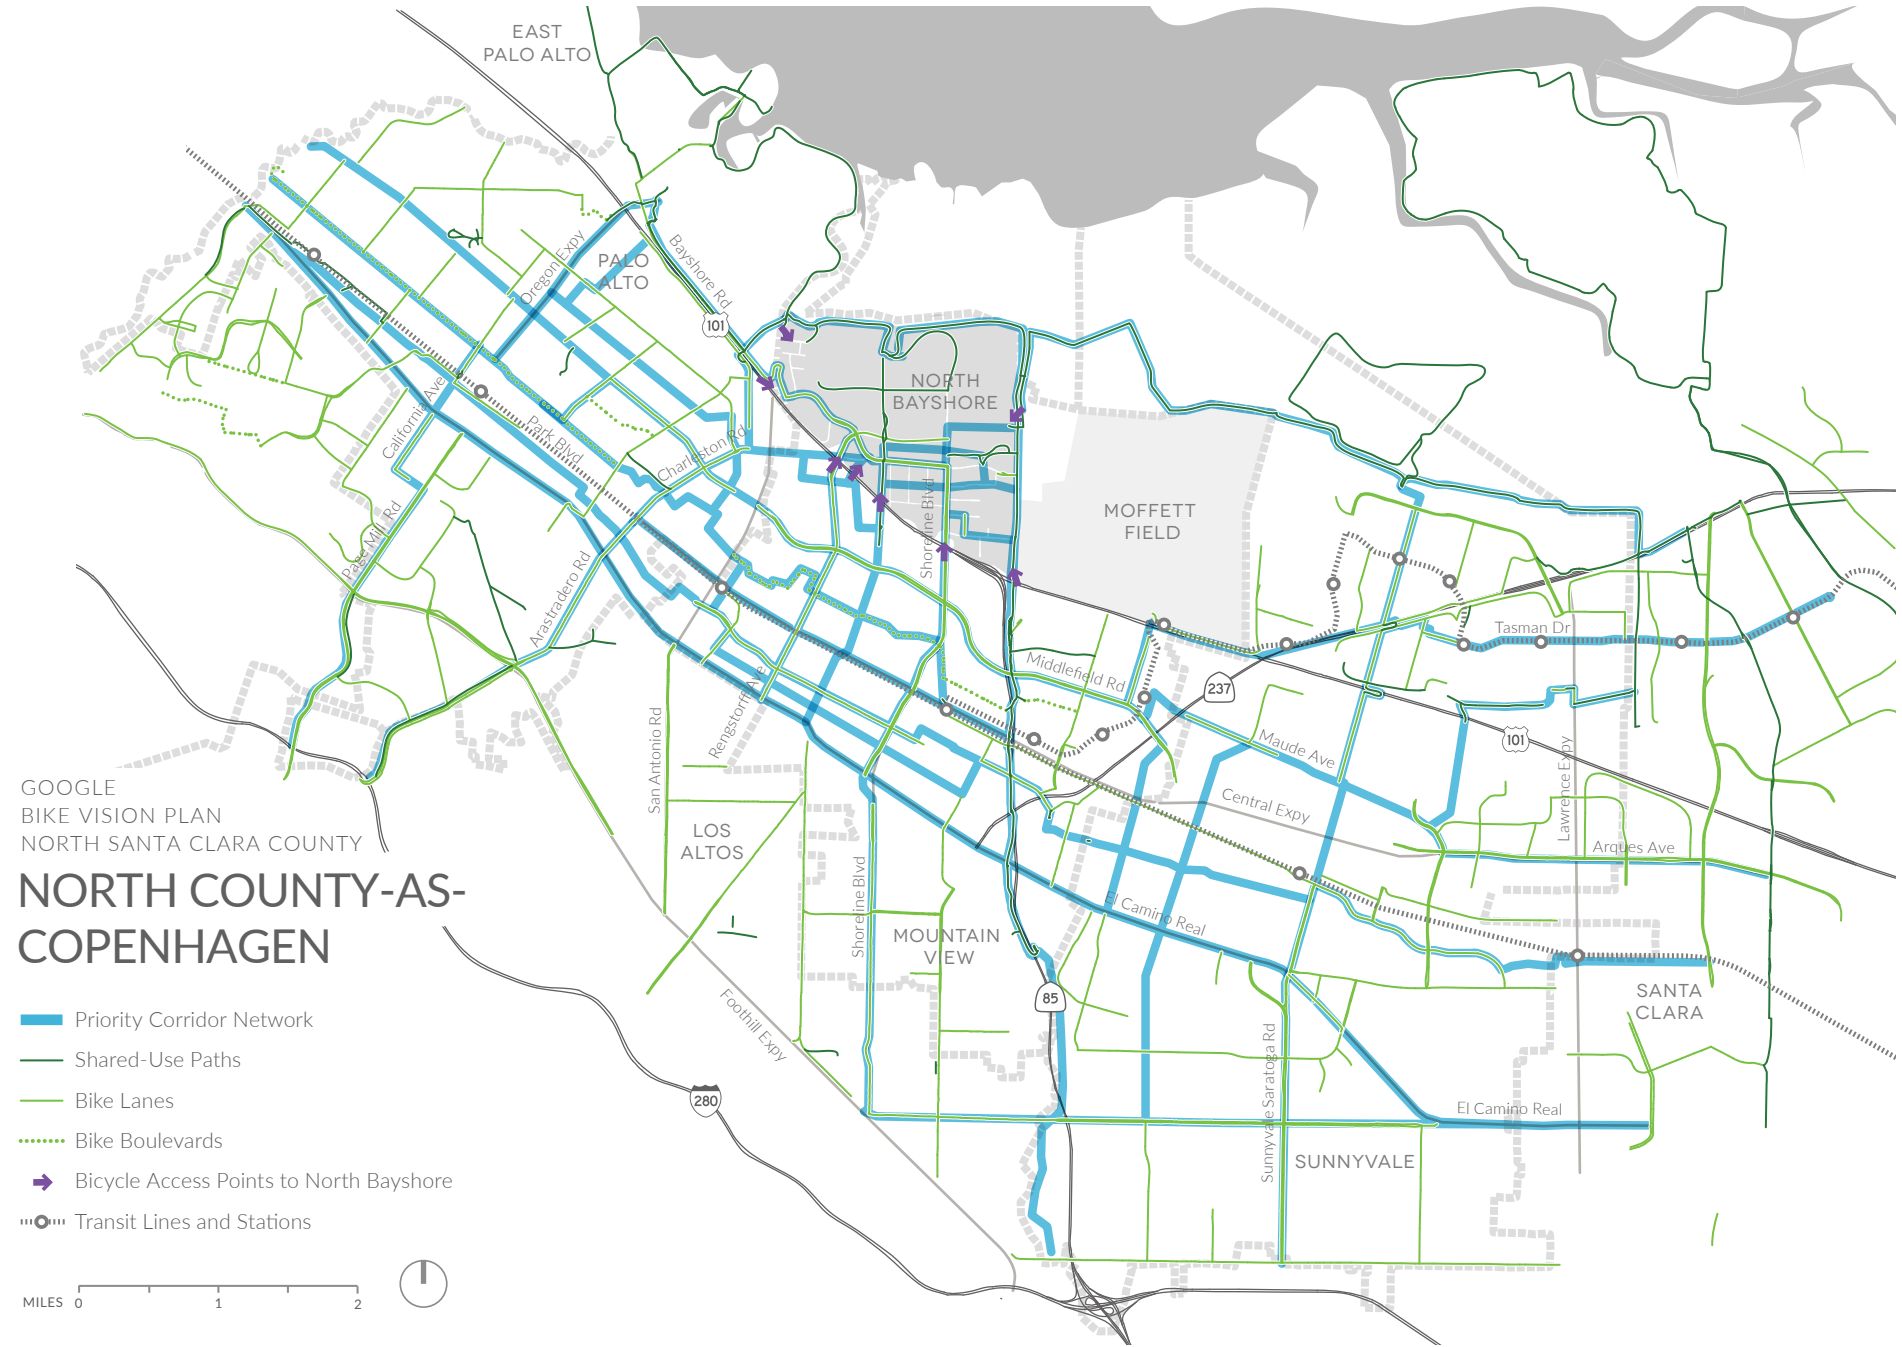 EAST
PALO ALTO
PALO
ALTO
Oregon Expy
Bayshore Rd
101
NORTH
BAYSHORE
California Ave
Park Blvd
Charleston Rd
Page Mill Rd
Arastradero Rd
Shoreline Blvd
MOFFETT
FIELD
Tasman Dr
Middlefield Rd
237
San Antonio Rd
Rengstorff Ave
Maude Ave
101
Lawrence Expy
Central Expy
Arques Ave
GOOGLE
BIKE VISION PLAN
NORTH SANTA CLARA COUNTY
NORTH COUNTY-AS-
COPENHAGEN
LOS
ALTOS
Shoreline Blvd
MOUNTAIN
VIEW
El Camino Real
85
SANTA
CLARA
Foothill Expy
280
Sunnyvale Saratoga Rd
El Camino Real
SUNNYVALE
Priority Corridor Network
Shared-Use Paths
Bike Lanes
Bike Boulevards
Bicycle Access Points to North Bayshore
Transit Lines and Stations
MILES 0 1 2